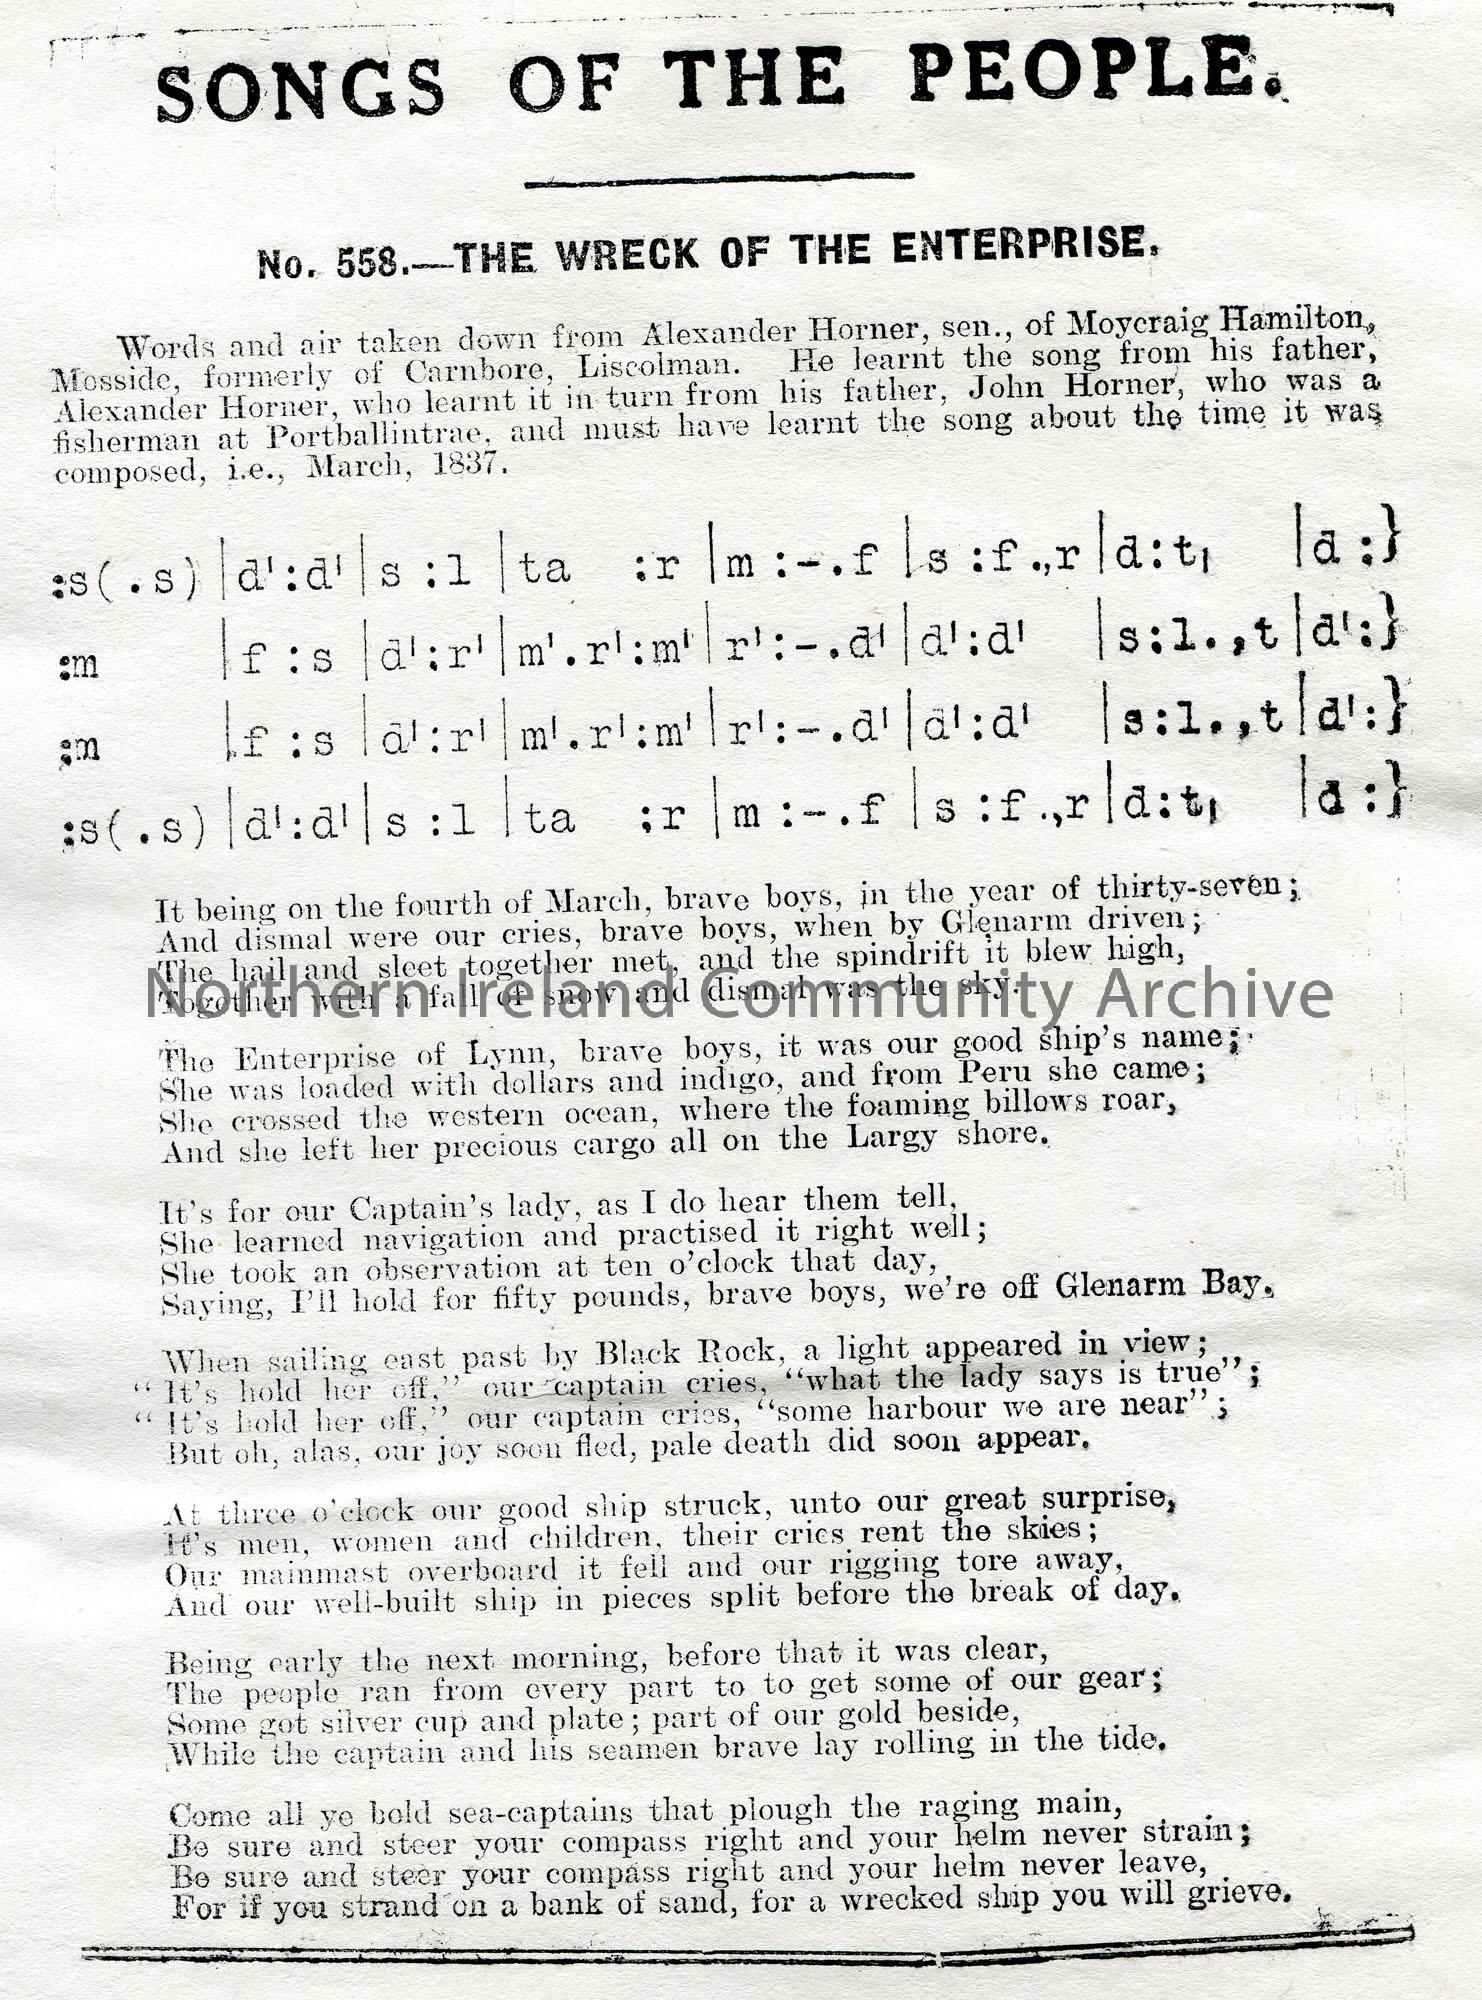 SONGS OF THE PEOPLE.
No. 558.—THE WRECK OF THE ENTERPRISE.
Words and air taken down from Alexander Horner, sen., of Moycraig Hamilton,
Mosside, formerly of Carnbore, Liscolman. He learnt the song from his father,
Alexander Horner, who learnt it in turn from his father, John Horner, who was a
fisherman at Portballintrae, and must have learnt the song about the time it was
composed, i.e., March, 1837.
:s(.s) |d':d'|s :l |ta :r |m :-.f |s :f.,r|d:t, |d :}
:m |f :s |d':r'|m'.r':m'|r':-.d'|d':d' |s:l.,t|d':}
:m |f :s |d':r'|m'.r':m'|r':-.d'|d':d' |s:l.,t|d':}
:s(.s) |d':d'|s :l |ta :r |m :-.f |s :f.,r|d:t, |d :}
It being on the fourth of March, brave boys, in the year of thirty-seven;
And dismal were our cries, brave boys, when by Glenarm driven;
The hail and sleet together met, and the spindrift it blew high,
Together with a fall of snow and dismal was the sky.
Northern Ireland Community Archive
The Enterprise of Lynn, brave boys, it was our good ship's name;
She was loaded with dollars and indigo, and from Peru she came;
She crossed the western ocean, where the foaming billows roar,
And she left her precious cargo all on the Largy shore.
It's for our Captain's lady, as I do hear them tell,
She learned navigation and practised it right well;
She took an observation at ten o'clock that day,
Saying, I'll hold for fifty pounds, brave boys, we're off Glenarm Bay.
When sailing east past by Black Rock, a light appeared in view;
"It's hold her off," our captain cries, "what the lady says is true";
"It's hold her off," our captain cries, "some harbour we are near";
But oh, alas, our joy soon fled, pale death did soon appear.
At three o'clock our good ship struck, unto our great surprise,
It's men, women and children, their cries rent the skies;
Our mainmast overboard it fell and our rigging tore away,
And our well-built ship in pieces split before the break of day.
Being early the next morning, before that it was clear,
The people ran from every part to to get some of our gear;
Some got silver cup and plate; part of our gold beside,
While the captain and his seamen brave lay rolling in the tide.
Come all ye bold sea-captains that plough the raging main,
Be sure and steer your compass right and your helm never strain;
Be sure and steer your compass right and your helm never leave,
For if you strand on a bank of sand, for a wrecked ship you will grieve.